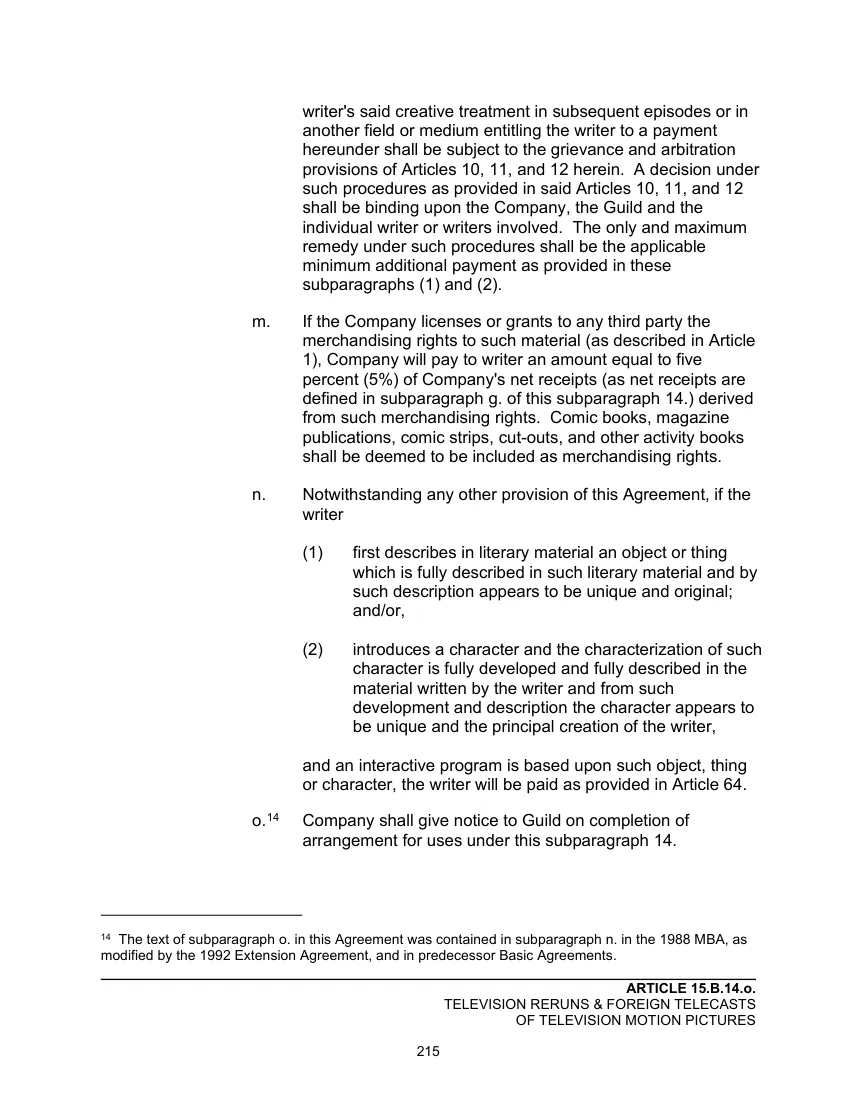 writer's said creative treatment in subsequent episodes or in
another field or medium entitling the writer to a payment
hereunder shall be subject to the grievance and arbitration
provisions of Articles 10, 11, and 12 herein.  A decision under
such procedures as provided in said Articles 10, 11, and 12
shall be binding upon the Company, the Guild and the
individual writer or writers involved.  The only and maximum
remedy under such procedures shall be the applicable
minimum additional payment as provided in these
subparagraphs (1) and (2).
m. If the Company licenses or grants to any third party the
merchandising rights to such material (as described in Article
1), Company will pay to writer an amount equal to five
percent (5%) of Company's net receipts (as net receipts are
defined in subparagraph g. of this subparagraph 14.) derived
from such merchandising rights.  Comic books, magazine
publications, comic strips, cut-outs, and other activity books
shall be deemed to be included as merchandising rights.
n. Notwithstanding any other provision of this Agreement, if the
writer
(1) first describes in literary material an object or thing
which is fully described in such literary material and by
such description appears to be unique and original;
and/or,
(2) introduces a character and the characterization of such
character is fully developed and fully described in the
material written by the writer and from such
development and description the character appears to
be unique and the principal creation of the writer,
and an interactive program is based upon such object, thing
or character, the writer will be paid as provided in Article 64.
o.14 Company shall give notice to Guild on completion of
arrangement for uses under this subparagraph 14.
14 The text of subparagraph o. in this Agreement was contained in subparagraph n. in the 1988 MBA, as
modified by the 1992 Extension Agreement, and in predecessor Basic Agreements.
ARTICLE 15.B.14.o.
TELEVISION RERUNS & FOREIGN TELECASTS
OF TELEVISION MOTION PICTURES
215